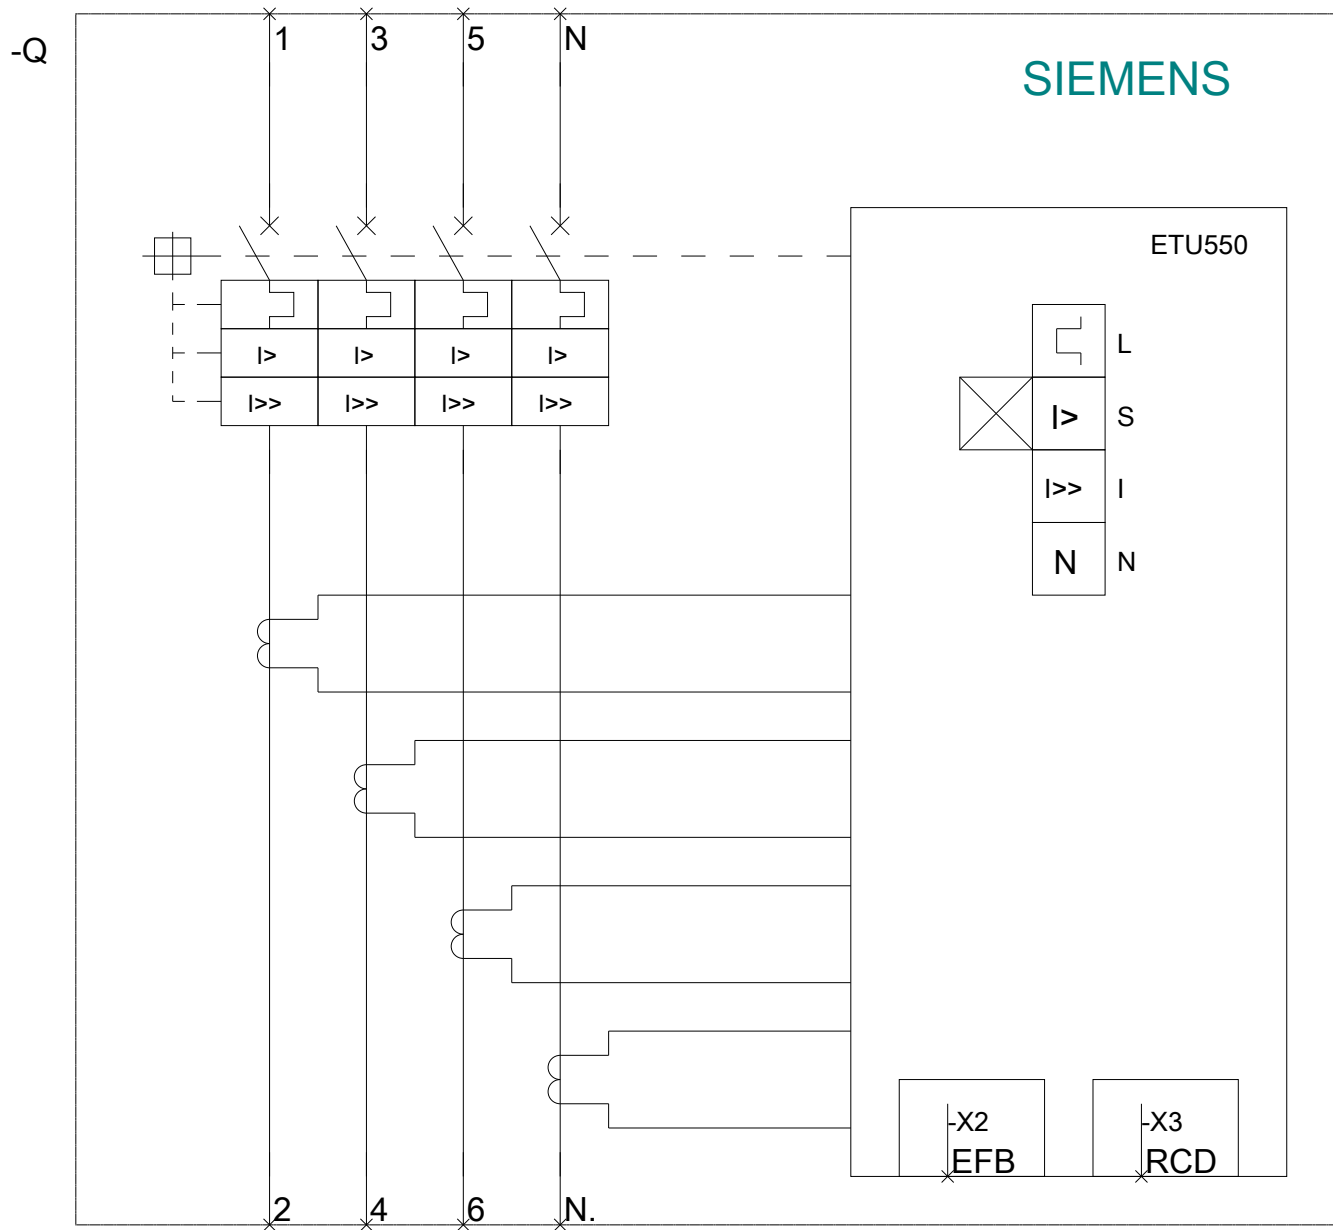 -Q
1 3 5 N
SIEMENS
ETU550
I> I> I> I>
I>> I>> I>> I>>
L
I> S
I>> I
N N
-X2
EFB
-X3
RCD
2 4 6 N.